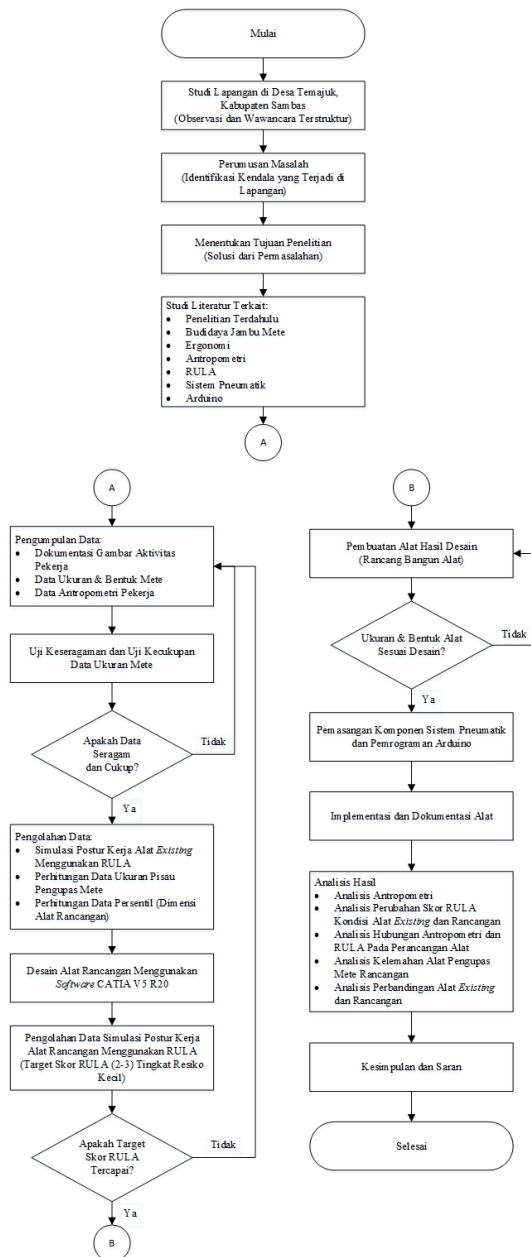 Mulai
Studi Lapangan di Desa Temajuk,
Kabupaten Sambas
(Observasi dan Wawancara Terstruktur)
Perumusan Masalah
(Identifikasi Kendala yang Terjadi di
Lapangan)
Menentukan Tujuan Penelitian
(Solusi dari Permasalahan)
Studi Literatur Terkait:
• Penelitian Terdahulu
• Budidaya Jambu Mete
• Ergonomi
• Antropometri
• RULA
• Sistem Pneumatik
• Arduino
A
A
Pengumpulan Data:
• Dokumentasi Gambar Aktivitas
Pekerja
• Data Ukuran & Bentuk Mete
• Data Antropometri Pekerja
Uji Keseragaman dan Uji Kecukupan
Data Ukuran Mete
Apakah Data
Seragam
dan Cukup?
Tidak
Ya
Pengolahan Data:
• Simulasi Postur Kerja Alat Existing
Menggunakan RULA
• Perhitungan Data Ukuran Pisau
Pengupas Mete
• Perhitungan Data Persentil (Dimensi
Alat Rancangan)
Desain Alat Rancangan Menggunakan
Software CATIA V5 R20
Pengolahan Data Simulasi Postur Kerja
Alat Rancangan Menggunakan RULA
(Target Skor RULA (2-3) Tingkat Resiko
Kecil)
Apakah Target
Skor RULA
Tercapai?
Tidak
Ya
B
B
Pembuatan Alat Hasil Desain
(Rancang Bangun Alat)
Ukuran & Bentuk Alat
Sesuai Desain?
Tidak
Ya
Pemasangan Komponen Sistem Pneumatik
dan Pemrograman Arduino
Implementasi dan Dokumentasi Alat
Analisis Hasil
• Analisis Antropometri
• Analisis Perubahan Skor RULA
Kondisi Alat Existing dan Rancangan
• Analisis Hubungan Antropometri dan
RULA Pada Perancangan Alat
• Analisis Kelemahan Alat Pengupas
Mete Rancangan
• Analisis Perbandingan Alat Existing
dan Rancangan
Kesimpulan dan Saran
Selesai